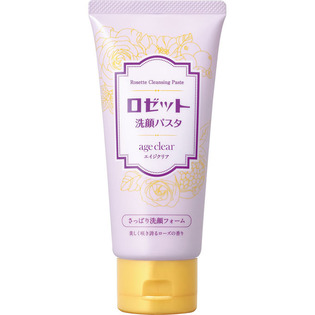 Rosette Cleansing Paste
ロゼット
洗顔パスタ
age clear
エイジクリア
さっぱり洗顔フォーム
美しく咲き誇るローズの香り